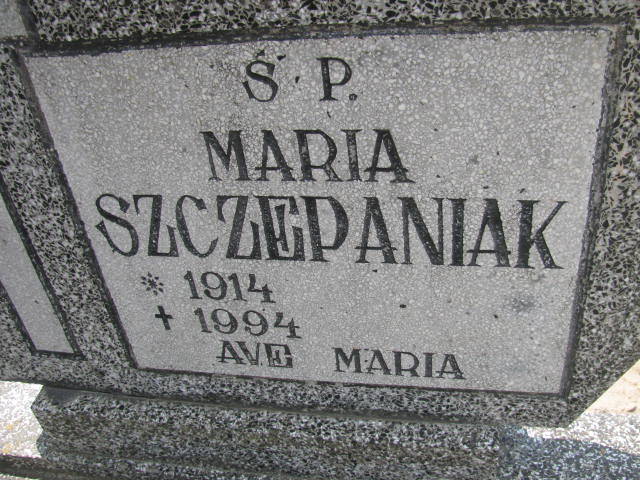 Ś. P.
MARIA
SZCZEPANIAK
* 1914
✝ 1994
AVE MARIA